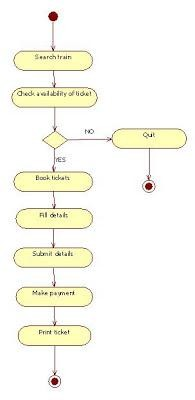 Search train
Check availability of ticket
NO
Quit
YES
Book tickets
Fill details
Submit details
Make payment
Print ticket